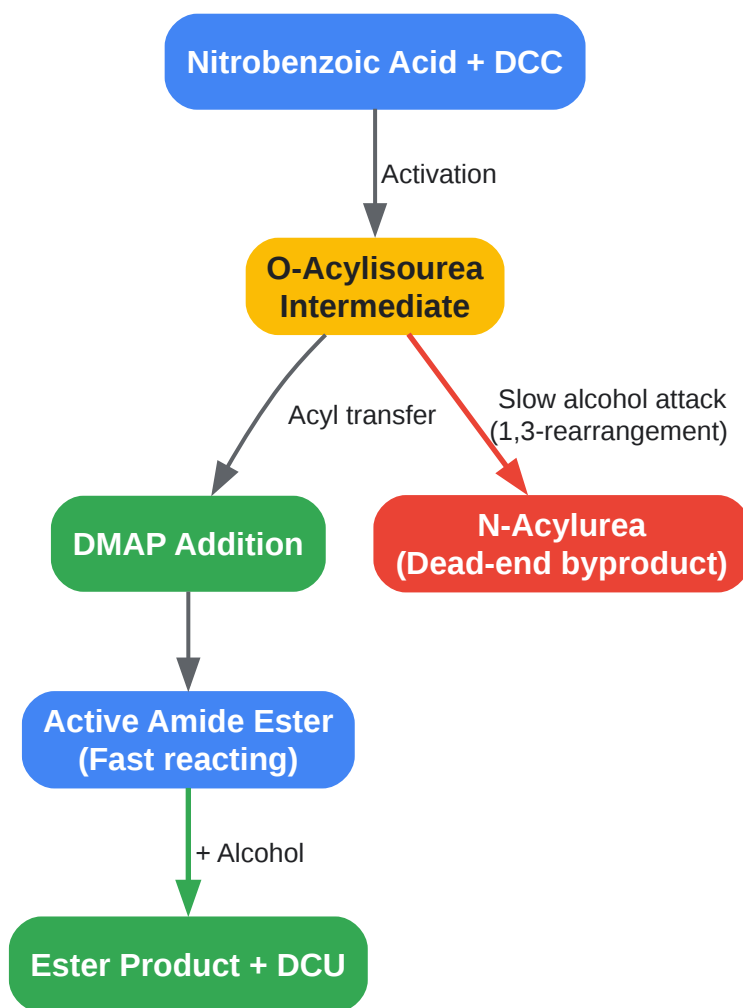 Nitrobenzoic Acid + DCC
Activation
O-Acylisourea
Intermediate
Acyl transfer
Slow alcohol attack
(1,3-rearrangement)
DMAP Addition
N-Acylurea
(Dead-end byproduct)
Active Amide Ester
(Fast reacting)
+ Alcohol
Ester Product + DCU